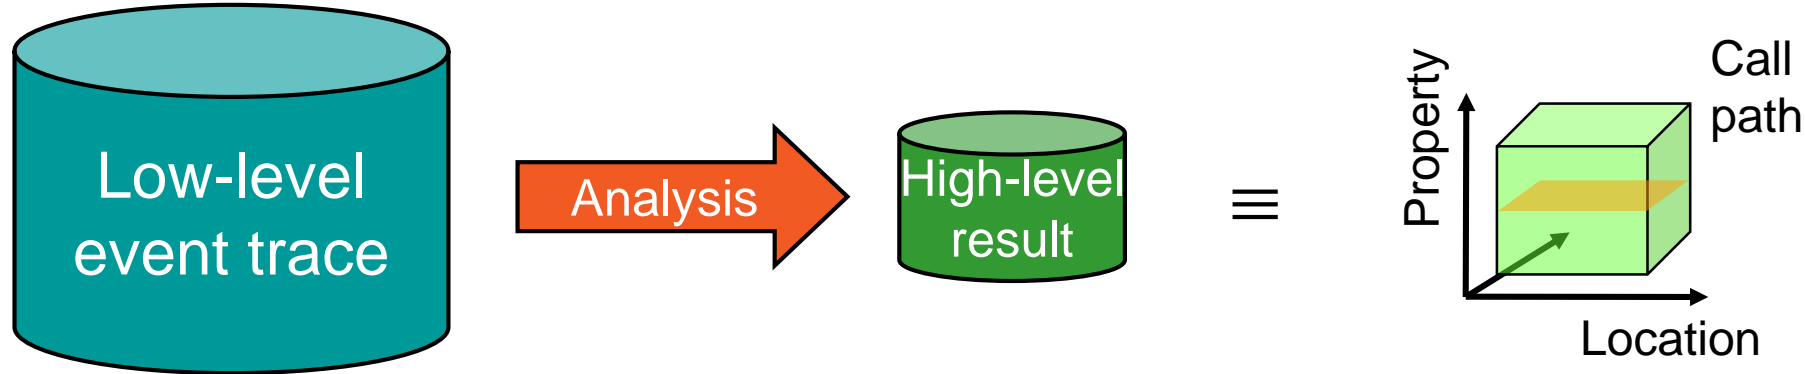 Low-level
event trace
Analysis
High-level
result
≡
Property
Call
path
Location